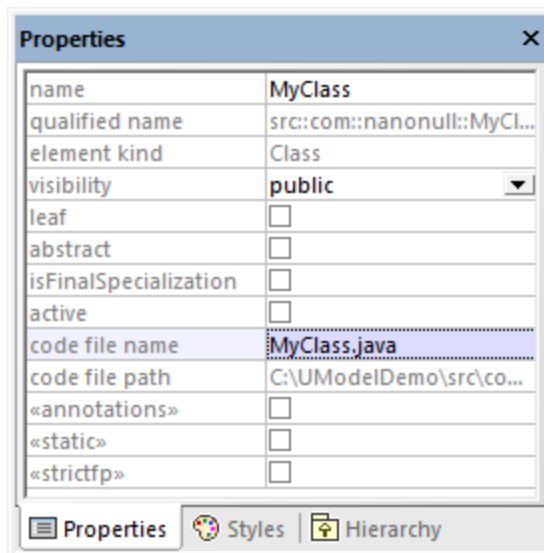 Properties
name MyClass
qualified name src::com::nanonull::MyCl...
element kind Class
visibility public
leaf
abstract
isFinalSpecialization
active
code file name MyClass.java
code file path C:\UModelDemo\src\co...
«annotations»
«static»
«strictfp»
Properties Styles Hierarchy